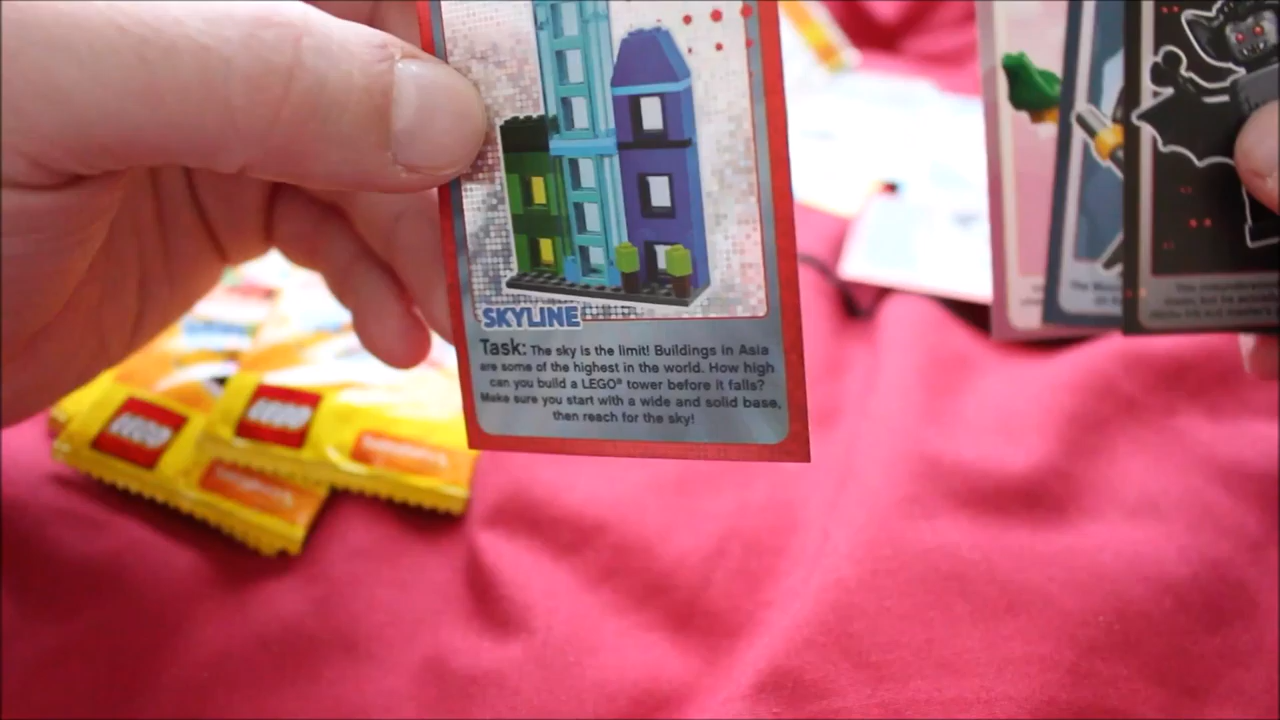 SKYLINE
Task: The sky is the limit! Buildings in Asia
are some of the highest in the world. How high
can you build a LEGO® tower before it falls?
Make sure you start with a wide and solid base,
then reach for the sky!
LEGO
LEGO